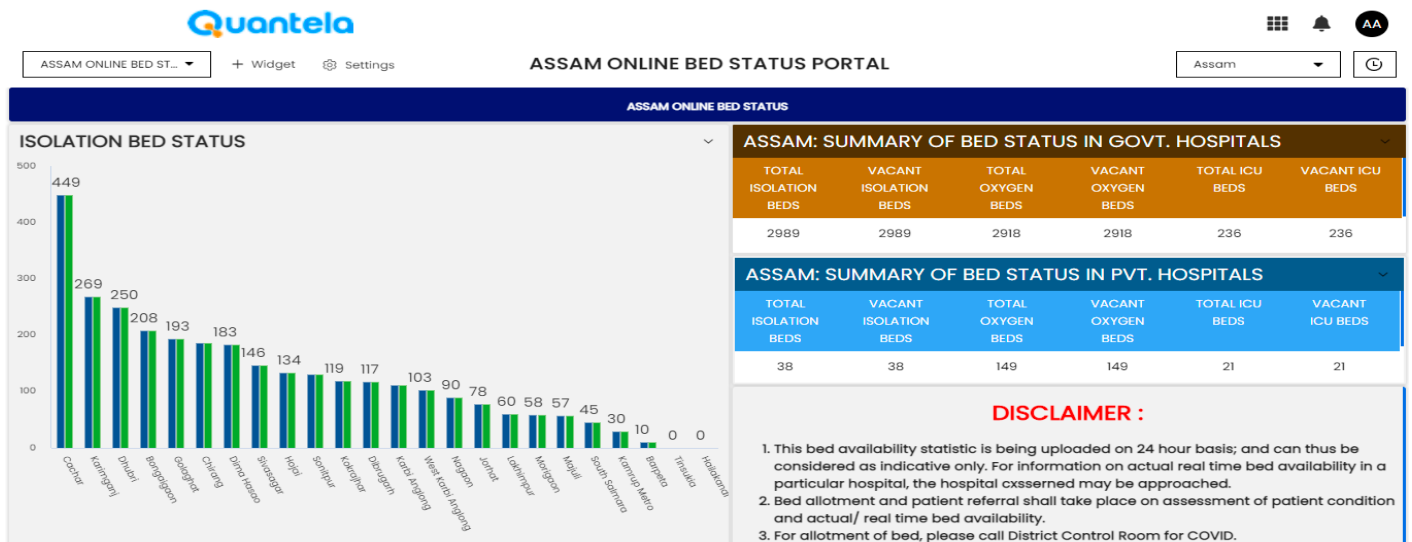 Quantela
AA
ASSAM ONLINE BED ST...
+ Widget
Settings
ASSAM ONLINE BED STATUS PORTAL
Assam
ASSAM ONLINE BED STATUS
ISOLATION BED STATUS
500
400
300
200
100
0
449
269
250
208
193
183
146
134
119
117
103
90
78
60
58
57
45
30
10
0
0
Cachar
Karimganj
Dhubri
Bongaigaon
Golaghat
Chirang
Dima Hasao
Sivasagar
Hojai
Sonitpur
Kokrajhar
Dibrugarh
Karbi Anglong
West Karbi Anglong
Nagaon
Jorhat
Lakhimpur
Morigaon
Majuli
South Salmara
Kamrup Metro
Barpeta
Tinsukia
Hailakandi
ASSAM: SUMMARY OF BED STATUS IN GOVT. HOSPITALS
TOTAL ISOLATION BEDS
VACANT ISOLATION BEDS
TOTAL OXYGEN BEDS
VACANT OXYGEN BEDS
TOTAL ICU BEDS
VACANT ICU BEDS
2989 2989 2918 2918 236 236
ASSAM: SUMMARY OF BED STATUS IN PVT. HOSPITALS
TOTAL ISOLATION BEDS
VACANT ISOLATION BEDS
TOTAL OXYGEN BEDS
VACANT OXYGEN BEDS
TOTAL ICU BEDS
VACANT ICU BEDS
38 38 149 149 21 21
DISCLAIMER :
1. This bed availability statistic is being uploaded on 24 hour basis; and can thus be
considered as indicative only. For information on actual real time bed availability in a
particular hospital, the hospital cxsserned may be approached.
2. Bed allotment and patient referral shall take place on assessment of patient condition
and actual/ real time bed availability.
3. For allotment of bed, please call District Control Room for COVID.